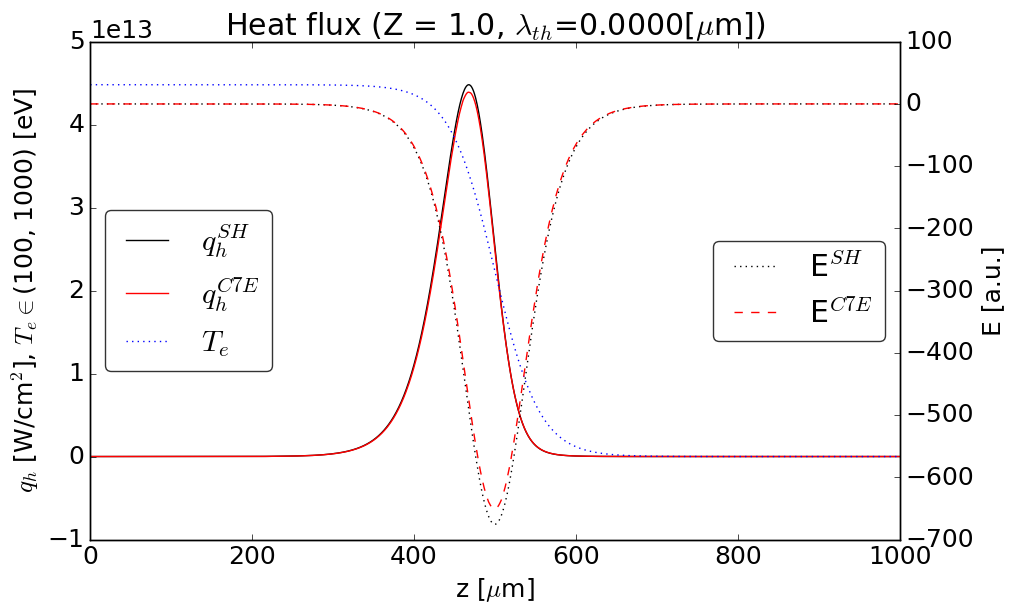 Heat flux (Z = 1.0, λ_th=0.0000[μm])
1e13
5
4
3
2
1
0
−1
q_h [W/cm²], T_e ∈ (100, 1000) [eV]
q_h^SH
q_h^C7E
T_e
E^SH
E^C7E
100
0
−100
−200
−300
−400
−500
−600
−700
E [a.u.]
0 200 400 600 800 1000
z [μm]